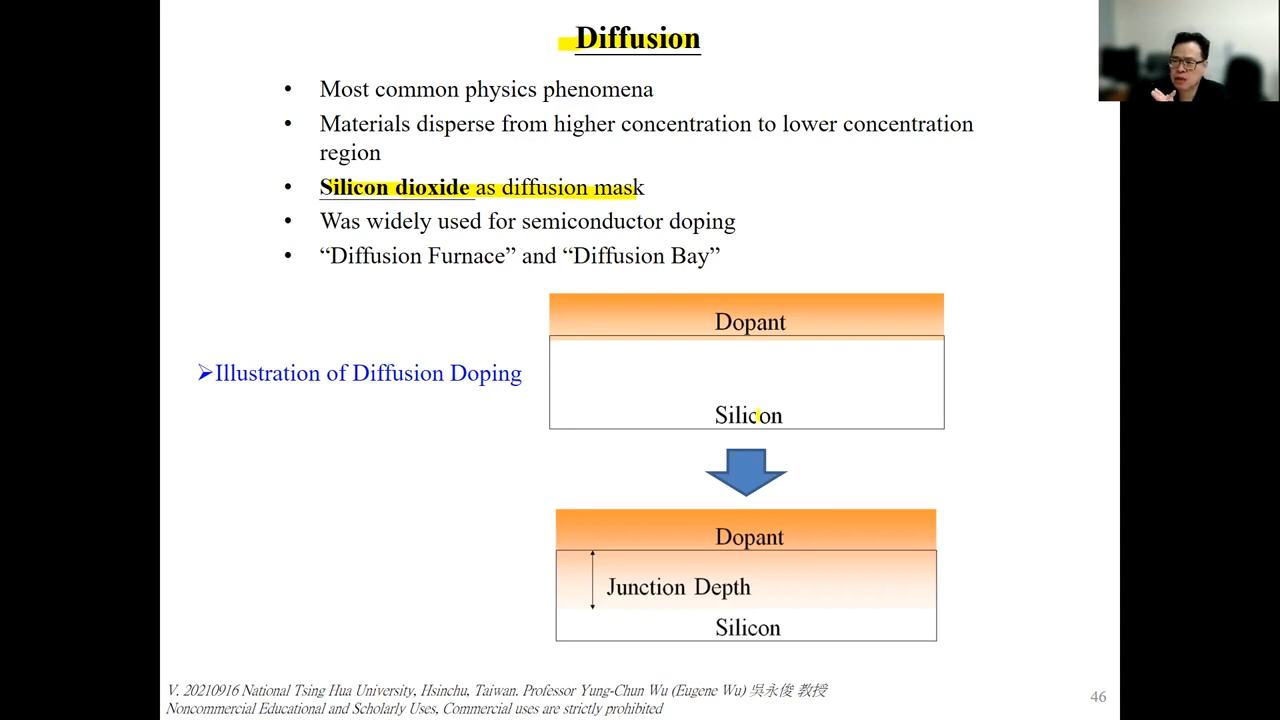 Diffusion
• Most common physics phenomena
• Materials disperse from higher concentration to lower concentration
region
• Silicon dioxide as diffusion mask
• Was widely used for semiconductor doping
• “Diffusion Furnace” and “Diffusion Bay”
Dopant
➢Illustration of Diffusion Doping
Silicon
Dopant
Junction Depth
Silicon
V. 20210916 National Tsing Hua University, Hsinchu, Taiwan. Professor Yung-Chun Wu (Eugene Wu) 吳永俊 教授
Noncommercial Educational and Scholarly Uses, Commercial uses are strictly prohibited
46